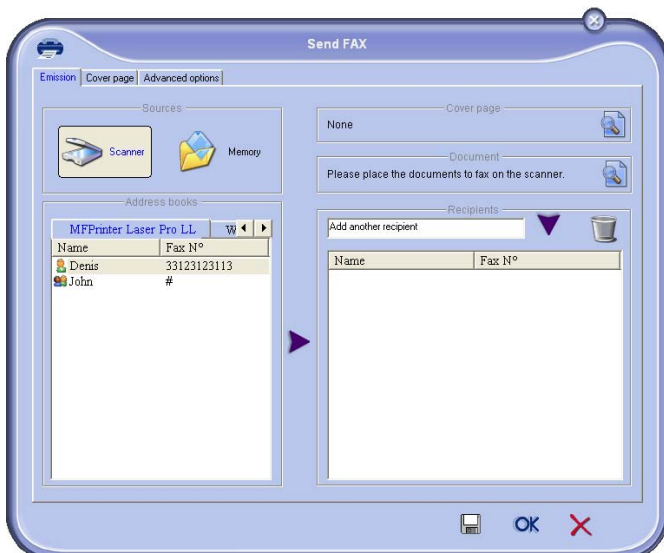 Send FAX
Emission Cover page Advanced options
Sources
Scanner Memory
Address books
MFPrinter Laser Pro LL W
Name Fax Nº
Denis 33123123113
John #
Cover page
None
Document
Please place the documents to fax on the scanner.
Recipients
Add another recipient
Name Fax Nº
OK